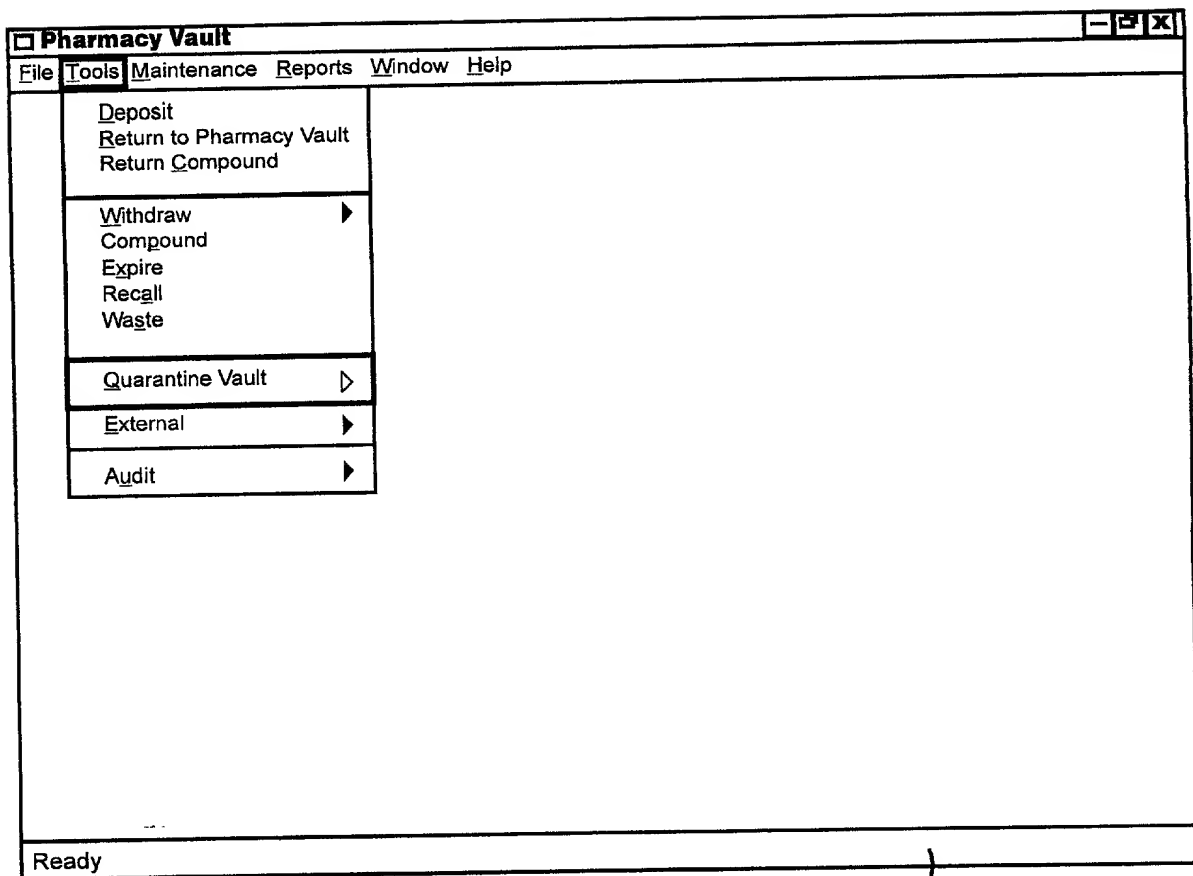 Pharmacy Vault
File Tools Maintenance Reports Window Help
Deposit
Return to Pharmacy Vault
Return Compound
Withdraw
Compound
Expire
Recall
Waste
Quarantine Vault
External
Audit
Ready